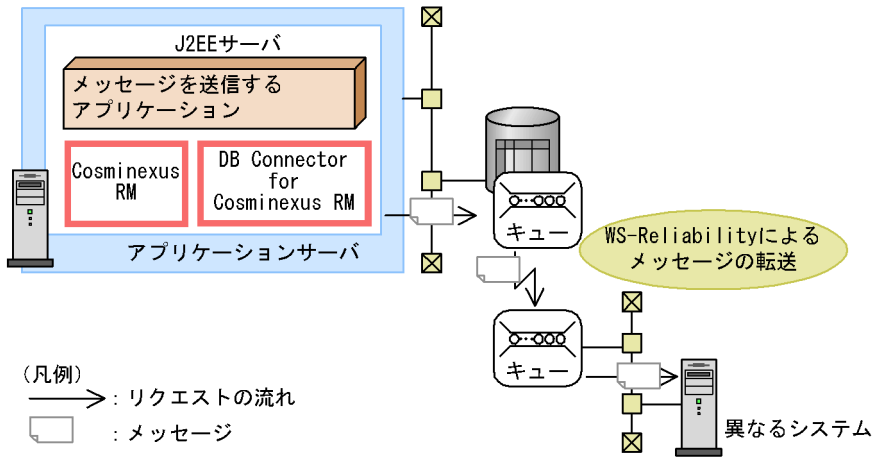 J2EEサーバ
メッセージを送信する
アプリケーション
Cosminexus
RM
DB Connector
for
Cosminexus RM
アプリケーションサーバ
キュー
WS-Reliabilityによる
メッセージの転送
キュー
異なるシステム
(凡例)
：リクエストの流れ
：メッセージ